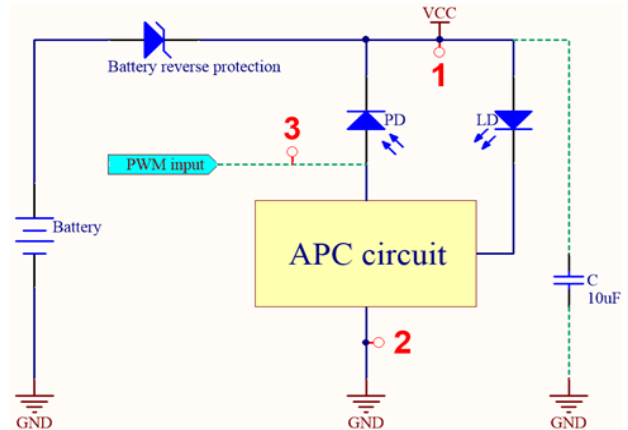 VCC
1
Battery reverse protection
3
PD
LD
PWM input
Battery
APC circuit
C
10uF
2
GND
GND
GND